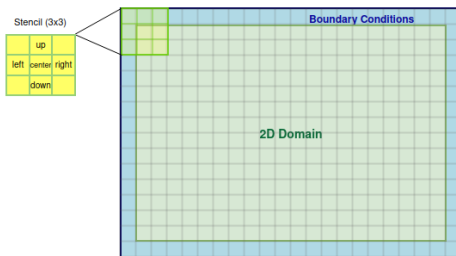 Stencil (3x3)
Boundary Conditions
up
left center right
down
2D Domain